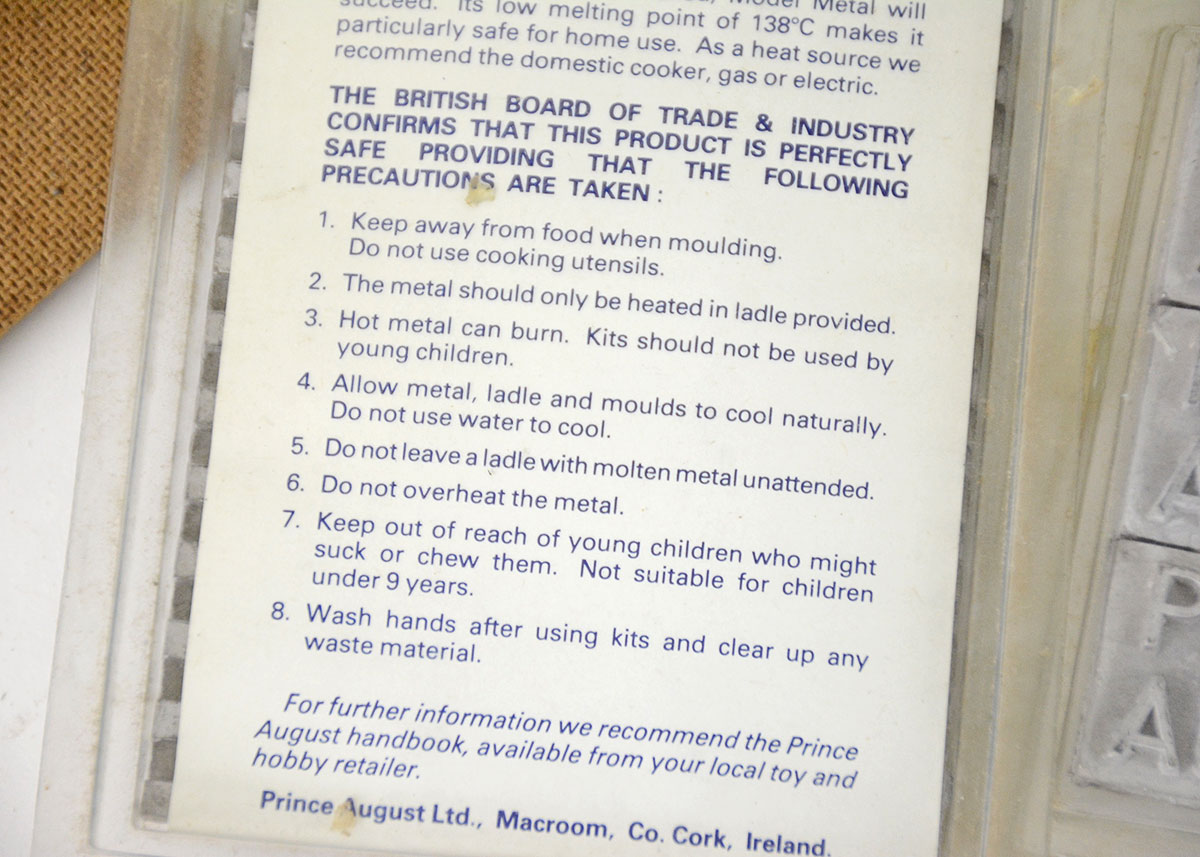 Model Metal will
succeed. Its low melting point of 138°C makes it
particularly safe for home use. As a heat source we
recommend the domestic cooker, gas or electric.
THE BRITISH BOARD OF TRADE & INDUSTRY
CONFIRMS THAT THIS PRODUCT IS PERFECTLY
SAFE PROVIDING THAT THE FOLLOWING
PRECAUTIONS ARE TAKEN :
1. Keep away from food when moulding.
Do not use cooking utensils.
2. The metal should only be heated in ladle provided.
3. Hot metal can burn. Kits should not be used by
young children.
4. Allow metal, ladle and moulds to cool naturally.
Do not use water to cool.
5. Do not leave a ladle with molten metal unattended.
6. Do not overheat the metal.
7. Keep out of reach of young children who might
suck or chew them. Not suitable for children
under 9 years.
8. Wash hands after using kits and clear up any
waste material.
For further information we recommend the Prince
August handbook, available from your local toy and
hobby retailer.
Prince August Ltd., Macroom, Co. Cork, Ireland.
A
P
A